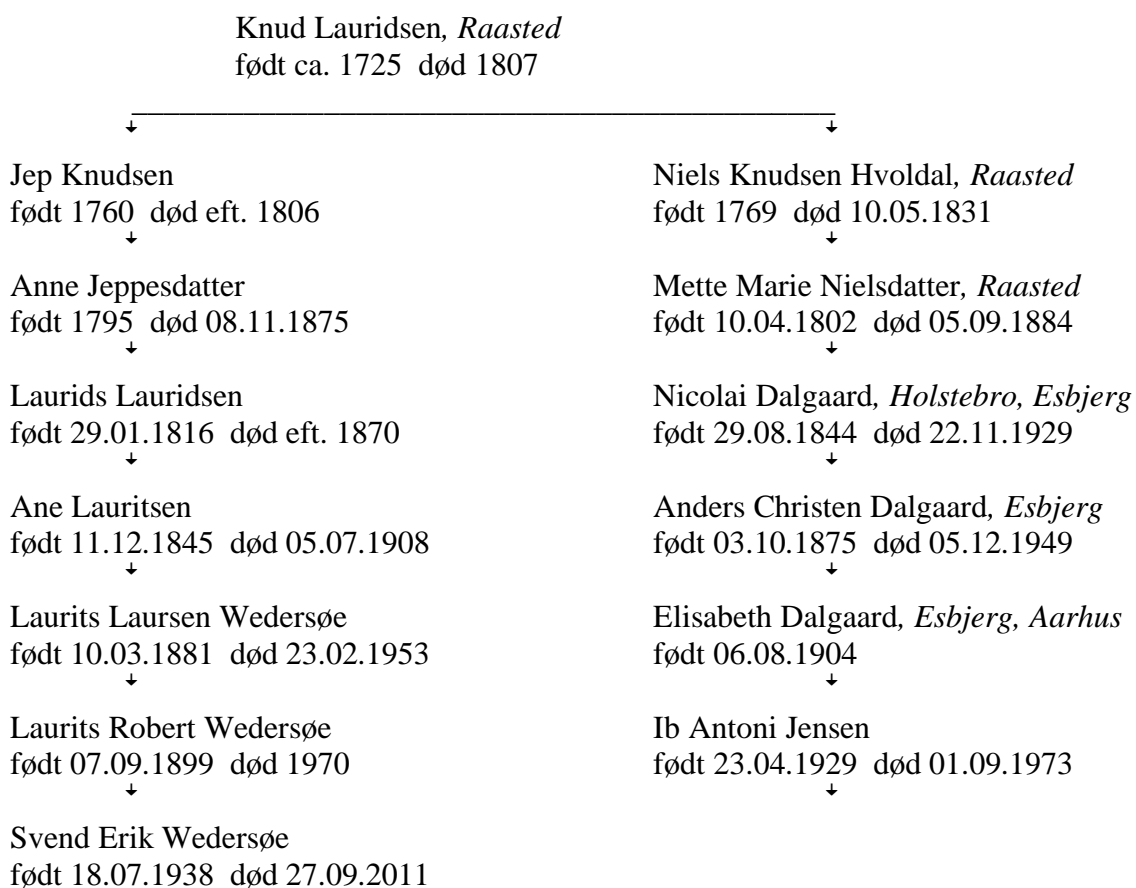 Knud Lauridsen, Raasted
født ca. 1725  død 1807
Jep Knudsen
født 1760  død eft. 1806
Niels Knudsen Hvoldal, Raasted
født 1769  død 10.05.1831
Anne Jeppesdatter
født 1795  død 08.11.1875
Mette Marie Nielsdatter, Raasted
født 10.04.1802  død 05.09.1884
Laurids Lauridsen
født 29.01.1816  død eft. 1870
Nicolai Dalgaard, Holstebro, Esbjerg
født 29.08.1844  død 22.11.1929
Ane Lauritsen
født 11.12.1845  død 05.07.1908
Anders Christen Dalgaard, Esbjerg
født 03.10.1875  død 05.12.1949
Laurits Laursen Wedersøe
født 10.03.1881  død 23.02.1953
Elisabeth Dalgaard, Esbjerg, Aarhus
født 06.08.1904
Laurits Robert Wedersøe
født 07.09.1899  død 1970
Ib Antoni Jensen
født 23.04.1929  død 01.09.1973
Svend Erik Wedersøe
født 18.07.1938  død 27.09.2011